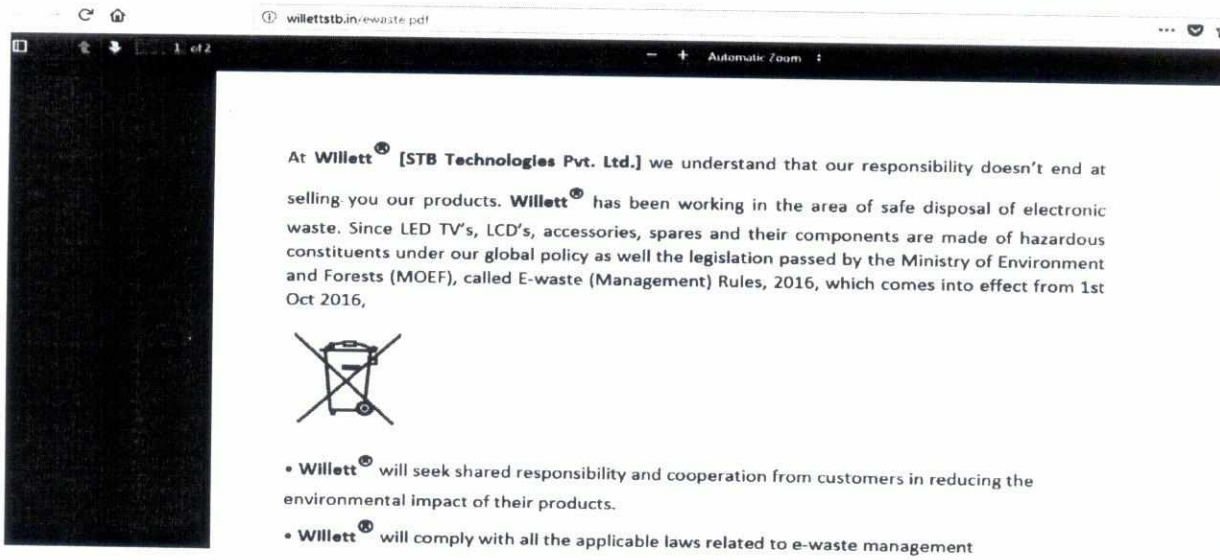 willettstb.in/ewaste.pdf
1 of 2
− + Automatic Zoom
At Willett® [STB Technologies Pvt. Ltd.] we understand that our responsibility doesn't end at
selling you our products. Willett® has been working in the area of safe disposal of electronic
waste. Since LED TV's, LCD's, accessories, spares and their components are made of hazardous
constituents under our global policy as well the legislation passed by the Ministry of Environment
and Forests (MOEF), called E-waste (Management) Rules, 2016, which comes into effect from 1st
Oct 2016,
• Willett® will seek shared responsibility and cooperation from customers in reducing the
environmental impact of their products.
• Willett® will comply with all the applicable laws related to e-waste management